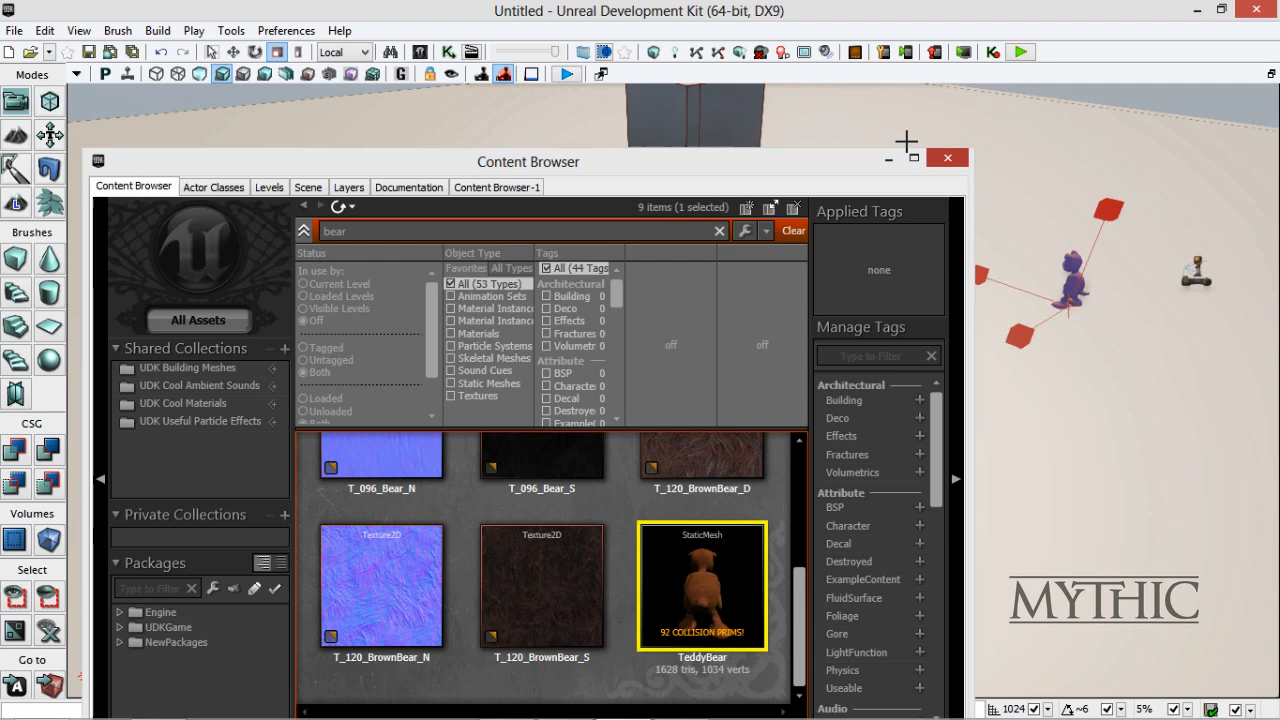 Untitled - Unreal Development Kit (64-bit, DX9)
File Edit View Brush Build Play Tools Preferences Help
Local
Modes
Brushes
CSG
Volumes
Select
Go to
Content Browser
Content Browser Actor Classes Levels Scene Layers Documentation Content Browser-1
9 items (1 selected)
bear
Clear
All Assets
Shared Collections
UDK Building Meshes
UDK Cool Ambient Sounds
UDK Cool Materials
UDK Useful Particle Effects
Private Collections
Packages
Type to Filter
Engine
UDKGame
NewPackages
Status
In use by:
Current Level
Loaded Levels
Visible Levels
Off
Tagged
Untagged
Both
Loaded
Unloaded
Both
Object Type
Favorites All Types
All (53 Types)
Animation Sets
Material Instanc
Material Instanc
Materials
Particle Systems
Skeletal Meshes
Sound Cues
Static Meshes
Textures
Tags
All (44 Tags
Architectural
Building 0
Deco 0
Effects 0
Fractures 0
Volumetr 0
Attribute
BSP 0
Characte 0
Decal 0
Destroye 0
Example( 0
off
off
T_096_Bear_N
T_096_Bear_S
T_120_BrownBear_D
Texture2D
T_120_BrownBear_N
Texture2D
T_120_BrownBear_S
StaticMesh
92 COLLISION PRIMS!
TeddyBear
1628 tris, 1034 verts
Applied Tags
none
Manage Tags
Type to Filter
Architectural
Building
Deco
Effects
Fractures
Volumetrics
Attribute
BSP
Character
Decal
Destroyed
ExampleContent
FluidSurface
Foliage
Gore
LightFunction
Physics
Useable
Audio
MYTHIC
1024
~6
5%